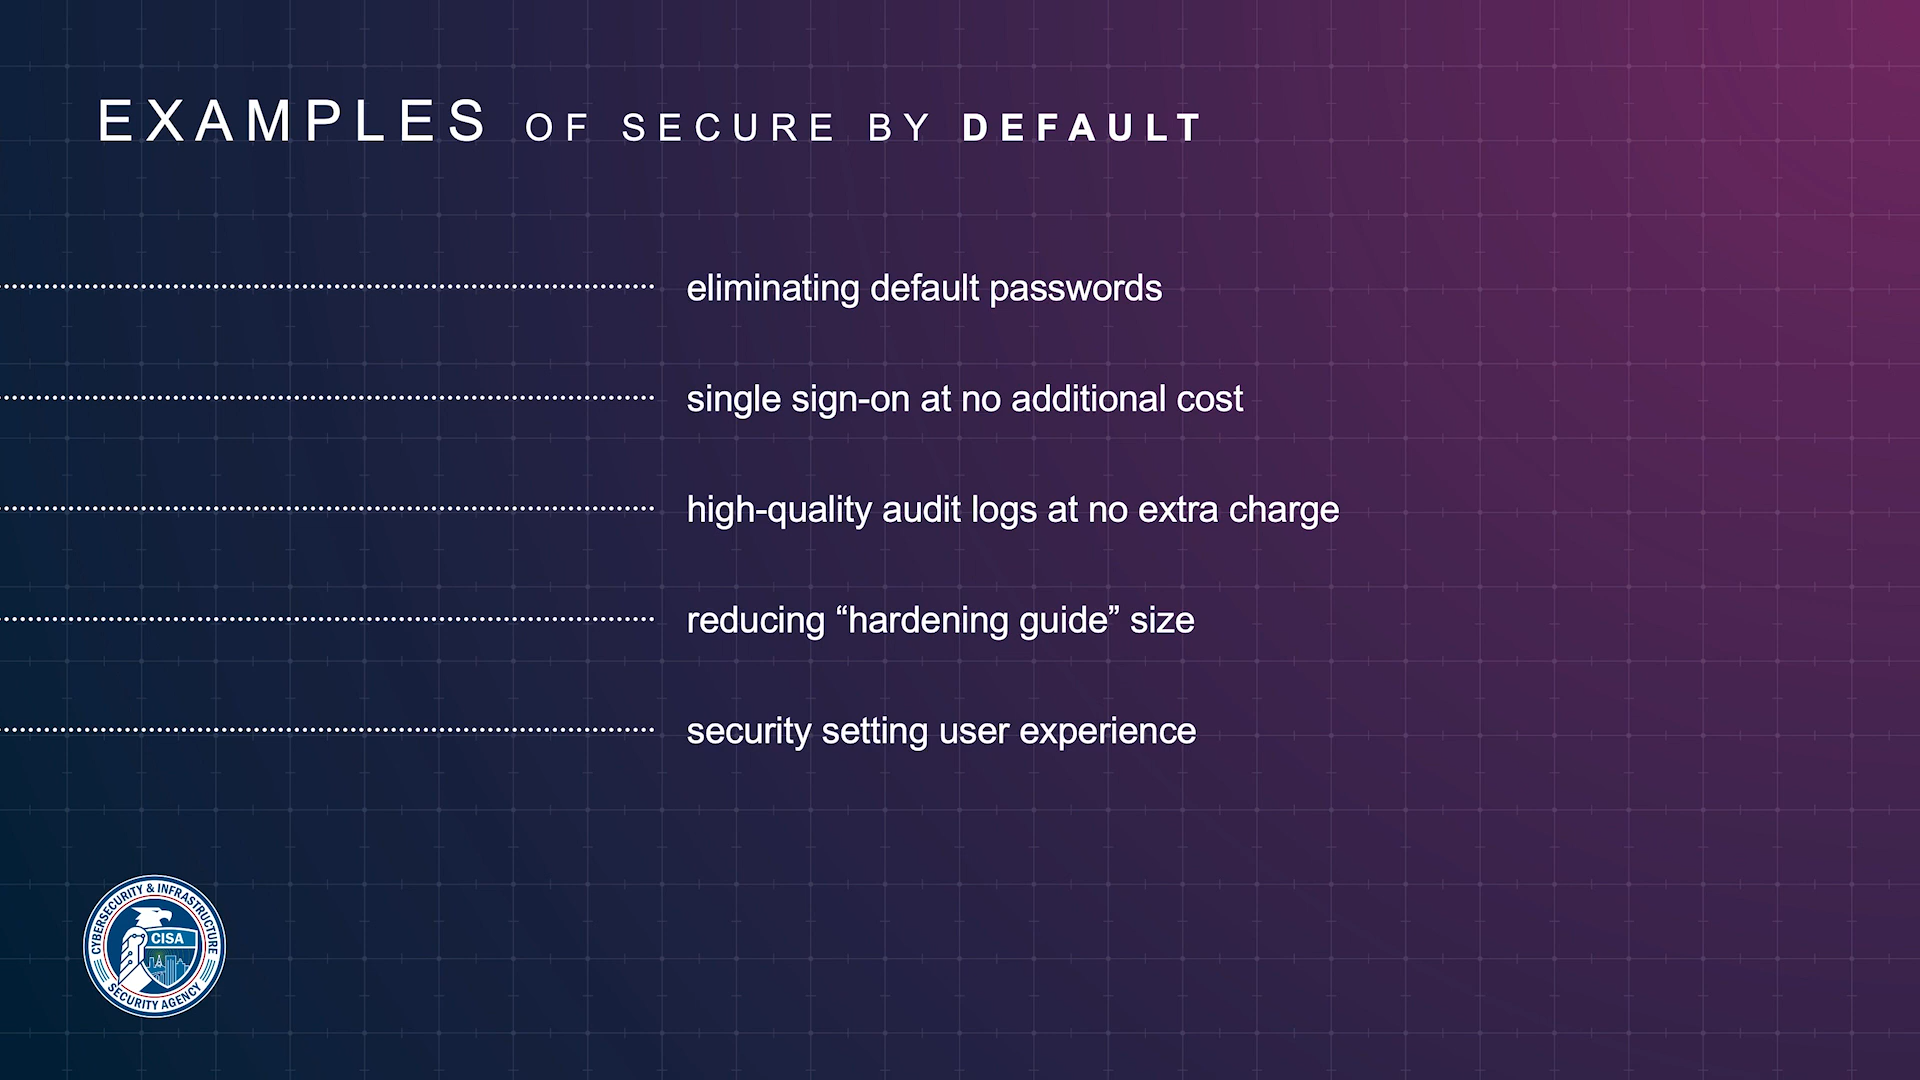 EXAMPLES OF SECURE BY DEFAULT
eliminating default passwords
single sign-on at no additional cost
high-quality audit logs at no extra charge
reducing “hardening guide” size
security setting user experience
CYBERSECURITY & INFRASTRUCTURE
CISA
SECURITY AGENCY